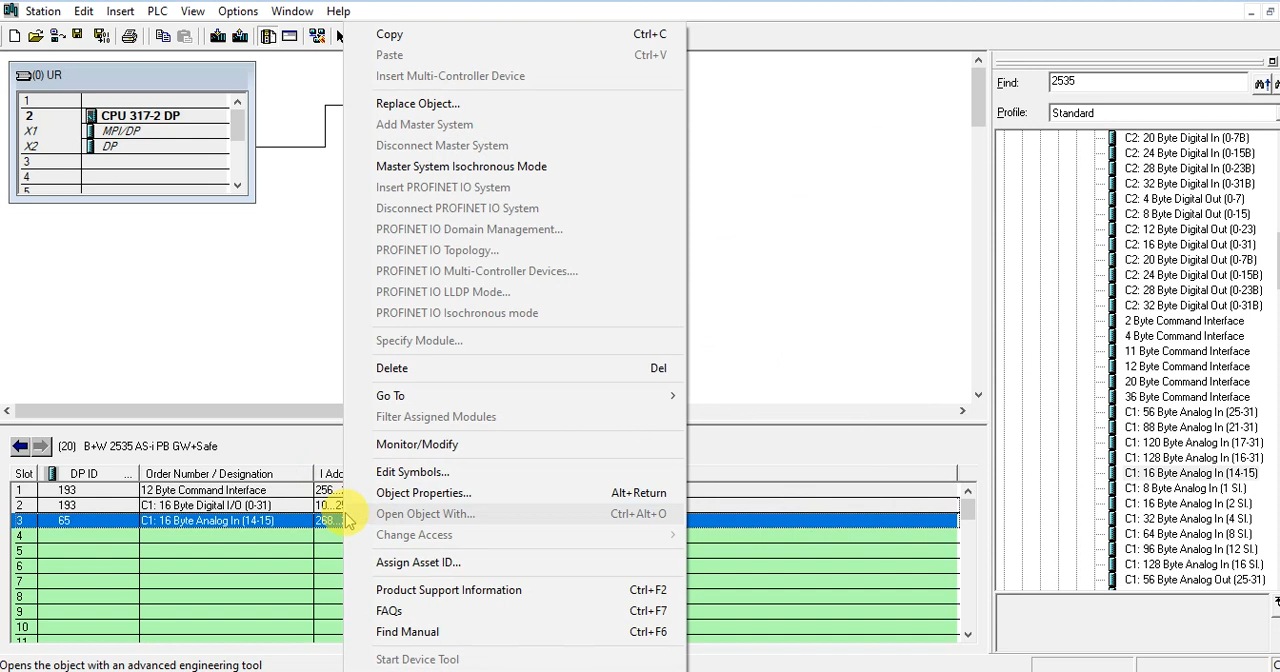 Station Edit Insert PLC View Options Window Help
(0) UR
1
2 CPU 317-2 DP
X1 MPI/DP
X2 DP
3
4
5
Copy Ctrl+C
Paste Ctrl+V
Insert Multi-Controller Device
Replace Object...
Add Master System
Disconnect Master System
Master System Isochronous Mode
Insert PROFINET IO System
Disconnect PROFINET IO System
PROFINET IO Domain Management...
PROFINET IO Topology...
PROFINET IO Multi-Controller Devices....
PROFINET IO LLDP Mode...
PROFINET IO Isochronous mode
Specify Module...
Delete Del
Go To
Filter Assigned Modules
Monitor/Modify
Edit Symbols...
Object Properties... Alt+Return
Open Object With... Ctrl+Alt+O
Change Access
Assign Asset ID...
Product Support Information Ctrl+F2
FAQs Ctrl+F7
Find Manual Ctrl+F6
Start Device Tool
Find: 2535
Profile: Standard
C2: 20 Byte Digital In (0-7B)
C2: 24 Byte Digital In (0-15B)
C2: 28 Byte Digital In (0-23B)
C2: 32 Byte Digital In (0-31B)
C2: 4 Byte Digital Out (0-7)
C2: 8 Byte Digital Out (0-15)
C2: 12 Byte Digital Out (0-23)
C2: 16 Byte Digital Out (0-31)
C2: 20 Byte Digital Out (0-7B)
C2: 24 Byte Digital Out (0-15B)
C2: 28 Byte Digital Out (0-23B)
C2: 32 Byte Digital Out (0-31B)
2 Byte Command Interface
4 Byte Command Interface
11 Byte Command Interface
12 Byte Command Interface
20 Byte Command Interface
36 Byte Command Interface
C1: 56 Byte Analog In (25-31)
C1: 88 Byte Analog In (21-31)
C1: 120 Byte Analog In (17-31)
C1: 128 Byte Analog In (16-31)
C1: 16 Byte Analog In (14-15)
C1: 8 Byte Analog In (1 Sl.)
C1: 16 Byte Analog In (2 Sl.)
C1: 32 Byte Analog In (4 Sl.)
C1: 64 Byte Analog In (8 Sl.)
C1: 96 Byte Analog In (12 Sl.)
C1: 128 Byte Analog In (16 Sl.)
C1: 56 Byte Analog Out (25-31)
(20) B+W 2535 AS-i PB GW+Safe
Slot DP ID ... Order Number / Designation I Add
1 193 12 Byte Command Interface 256...
2 193 C1: 16 Byte Digital I/O (0-31) 10...2
3 65 C1: 16 Byte Analog In (14-15) 268...
4
5
6
7
8
9
10
11
Opens the object with an advanced engineering tool